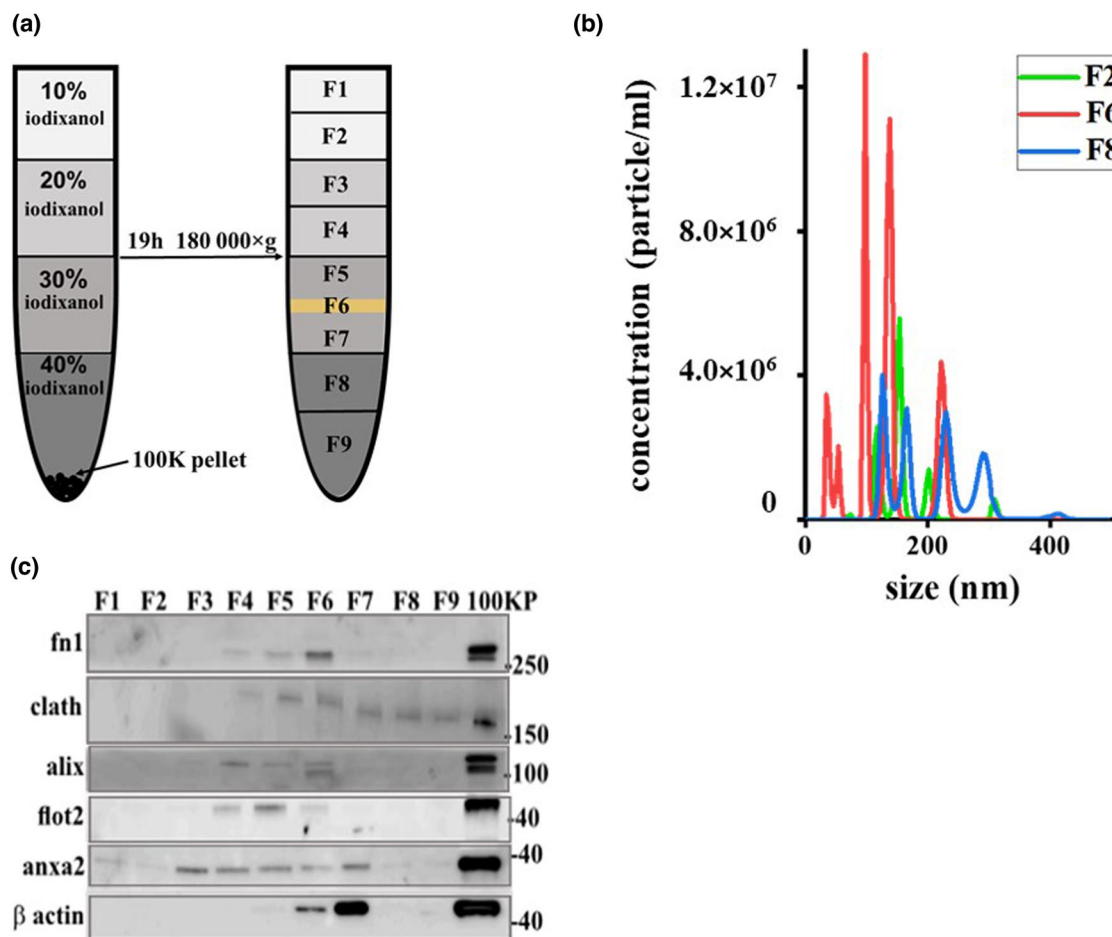 (a)
10%
iodixanol
20%
iodixanol
30%
iodixanol
40%
iodixanol
100K pellet
19h 180 000×g
F1
F2
F3
F4
F5
F6
F7
F8
F9
(b)
concentration (particle/ml)
1.2×10⁷
8.0×10⁶
4.0×10⁶
0
0 200 400
size (nm)
F2
F6
F8
(c)
F1 F2 F3 F4 F5 F6 F7 F8 F9 100KP
fn1 250
clath 150
alix 100
flot2 40
anxa2 40
β actin 40